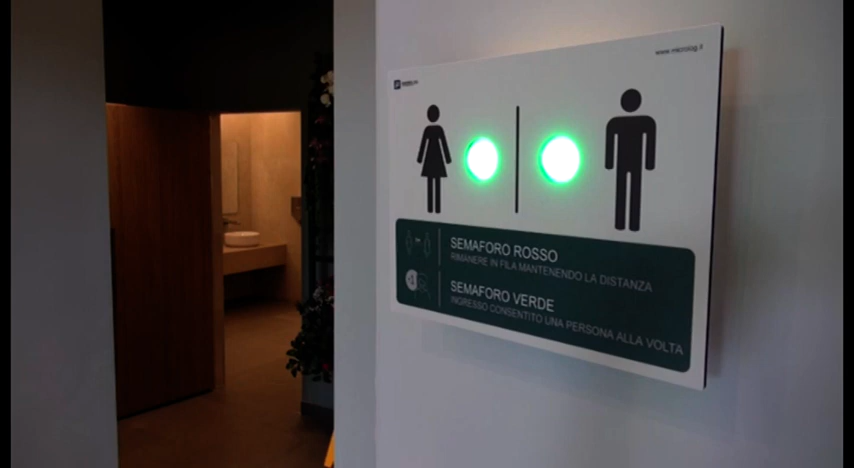 www.microlog.it
SEMAFORO ROSSO
RIMANERE IN FILA MANTENENDO LA DISTANZA
SEMAFORO VERDE
INGRESSO CONSENTITO UNA PERSONA ALLA VOLTA